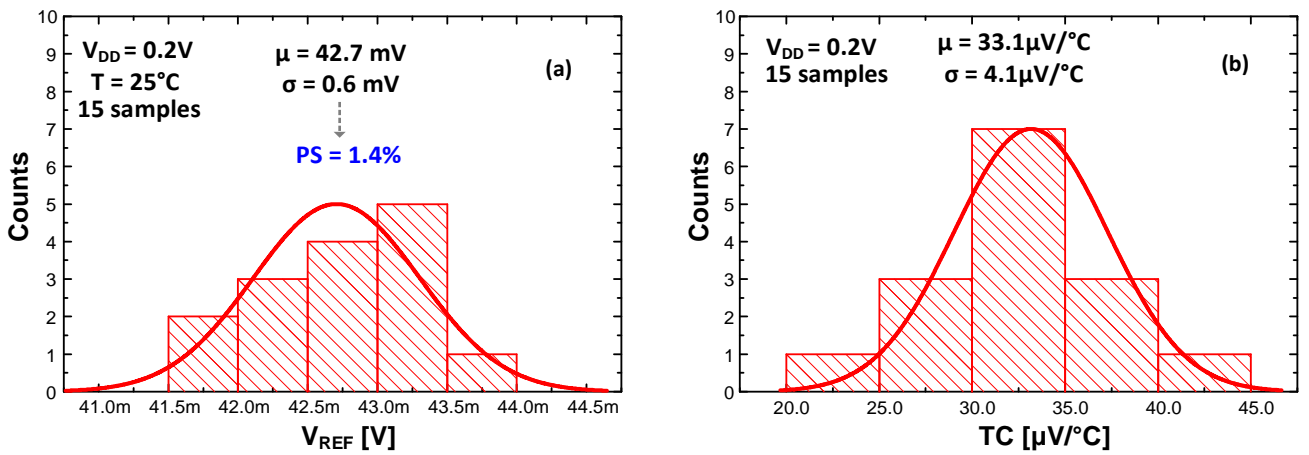 V_DD = 0.2V
T = 25°C
15 samples
μ = 42.7 mV
σ = 0.6 mV
PS = 1.4%
(a)
10
9
8
7
6
5
4
3
2
1
0
Counts
41.0m 41.5m 42.0m 42.5m 43.0m 43.5m 44.0m 44.5m
V_REF [V]
V_DD = 0.2V
15 samples
μ = 33.1μV/°C
σ = 4.1μV/°C
(b)
10
9
8
7
6
5
4
3
2
1
0
Counts
20.0 25.0 30.0 35.0 40.0 45.0
TC [μV/°C]